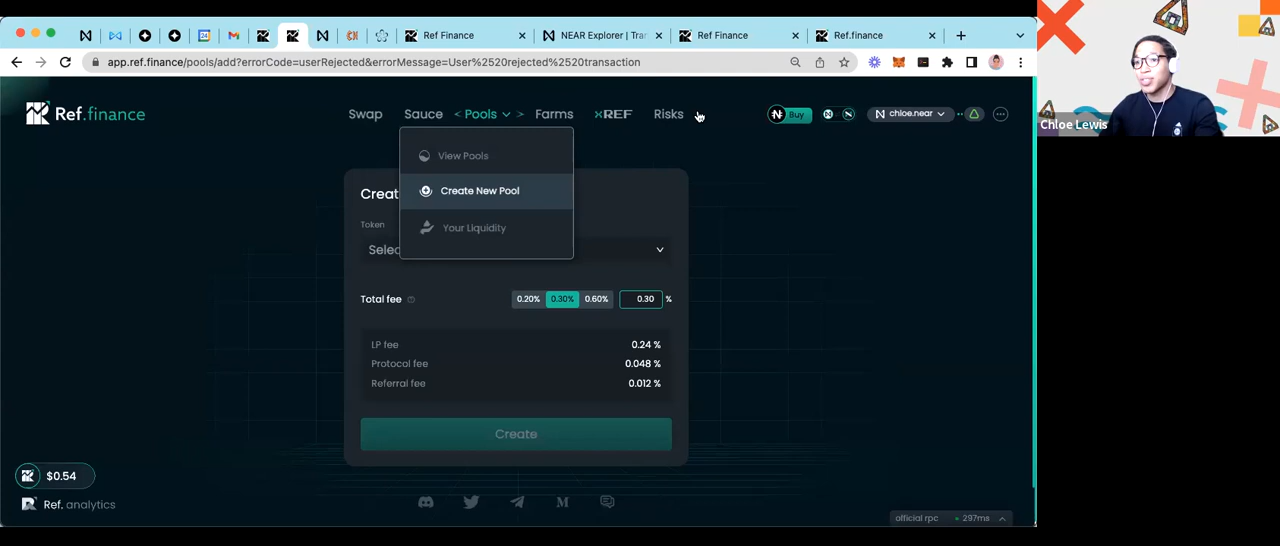 Ref Finance
NEAR Explorer | Tra
Ref Finance
Ref.finance
app.ref.finance/pools/add?errorCode=userRejected&errorMessage=User%2520rejected%2520transaction
Ref.finance
Swap
Sauce
< Pools >
Farms
xREF
Risks
Buy
chloe.near
Chloe Lewis
View Pools
Create New Pool
Your Liquidity
Creat
Token
Selec
Total fee
0.20%
0.30%
0.60%
0.30
%
LP fee
0.24 %
Protocol fee
0.048 %
Referral fee
0.012 %
Create
$0.54
Ref. analytics
official rpc
297ms